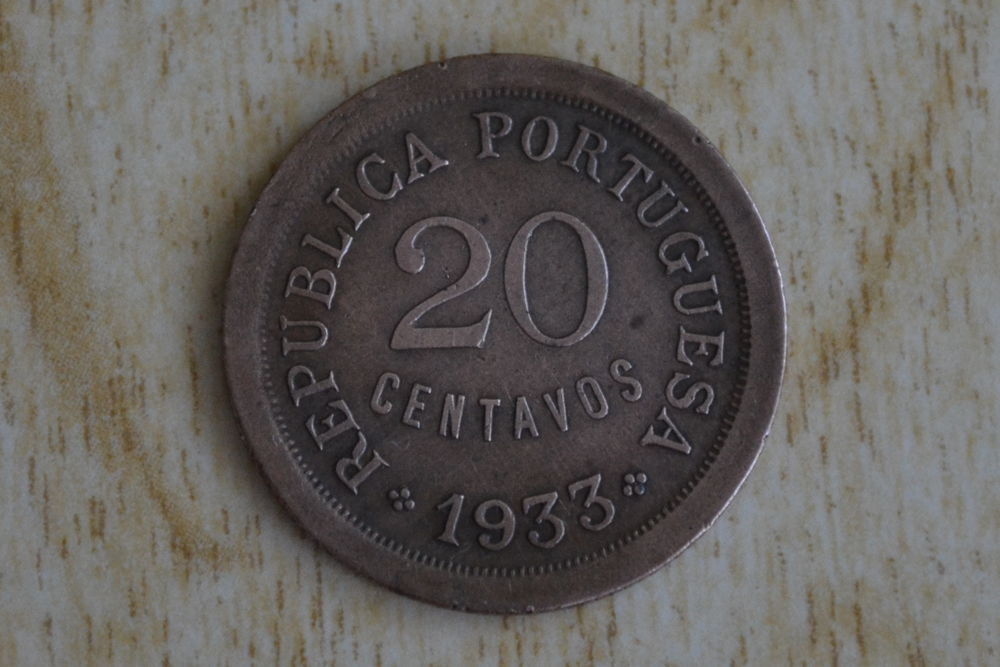 REPUBLICA PORTUGUESA
20
CENTAVOS
1933